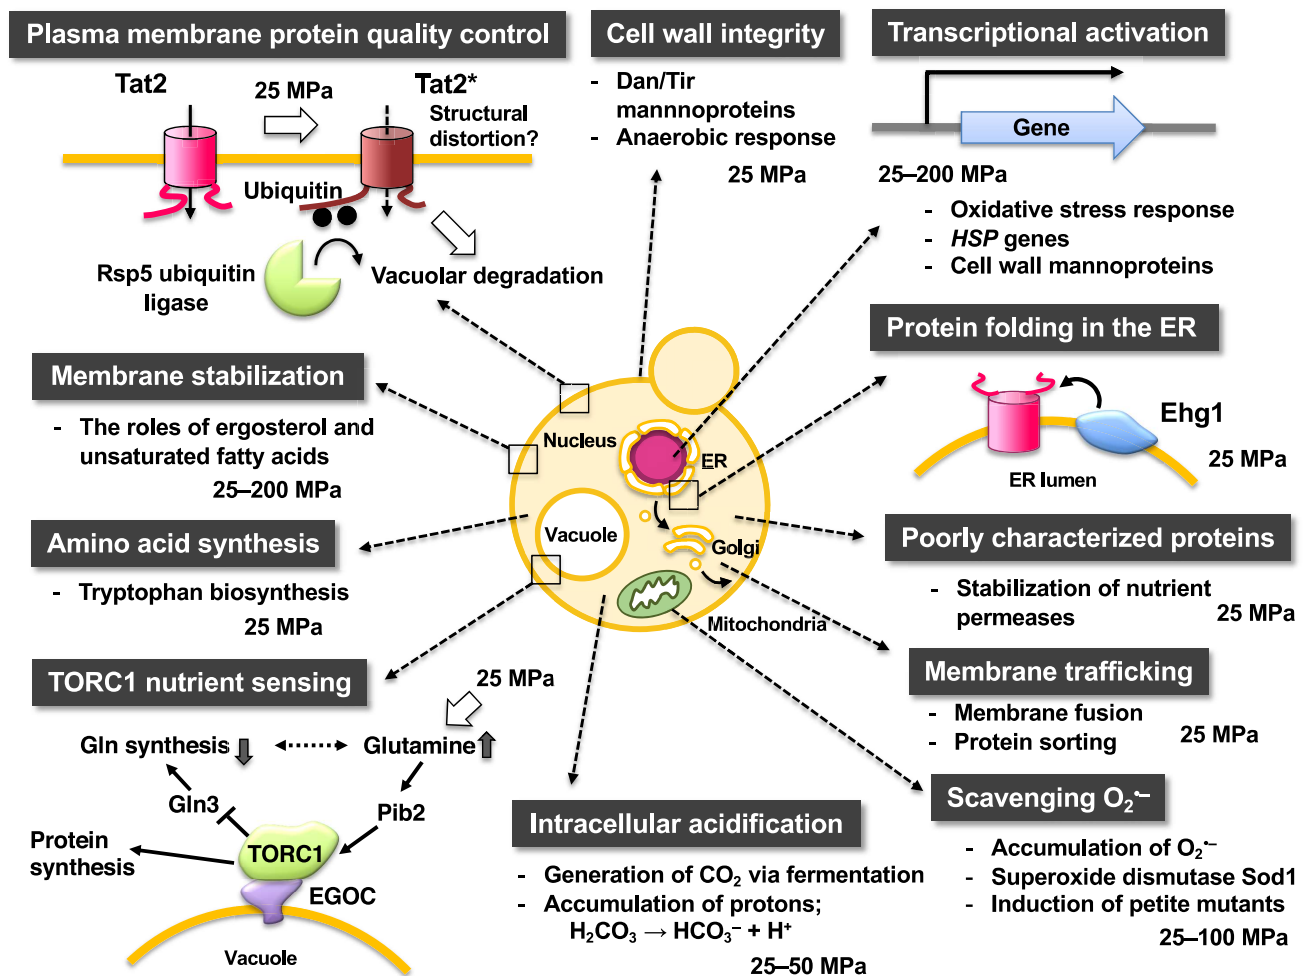 Plasma membrane protein quality control
Tat2
25 MPa
Tat2*
Structural
distortion?
Ubiquitin
Rsp5 ubiquitin
ligase
Vacuolar degradation
Cell wall integrity
- Dan/Tir
mannnoproteins
- Anaerobic response
25 MPa
Transcriptional activation
Gene
25–200 MPa
- Oxidative stress response
- HSP genes
- Cell wall mannoproteins
Membrane stabilization
- The roles of ergosterol and
unsaturated fatty acids
25–200 MPa
Protein folding in the ER
Ehg1
25 MPa
ER lumen
Nucleus
ER
Vacuole
Golgi
Mitochondria
Amino acid synthesis
- Tryptophan biosynthesis
25 MPa
Poorly characterized proteins
- Stabilization of nutrient
permeases
25 MPa
TORC1 nutrient sensing
25 MPa
Gln synthesis
Glutamine
Gln3
Pib2
Protein
synthesis
TORC1
EGOC
Vacuole
Membrane trafficking
- Membrane fusion
- Protein sorting
25 MPa
Intracellular acidification
- Generation of CO₂ via fermentation
- Accumulation of protons;
H₂CO₃ → HCO₃⁻ + H⁺
25–50 MPa
Scavenging O₂•–
- Accumulation of O₂•–
- Superoxide dismutase Sod1
- Induction of petite mutants
25–100 MPa